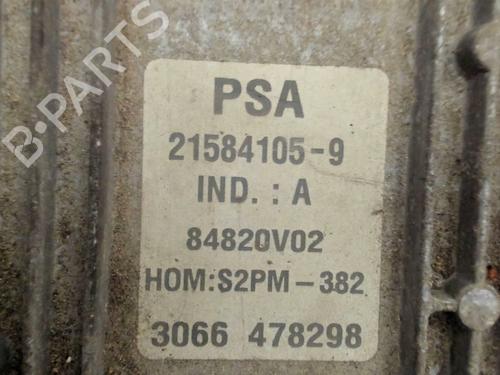 B-PARTS
PSA
21584105-9
IND. : A
84820V02
HOM:S2PM-382
3066 478298